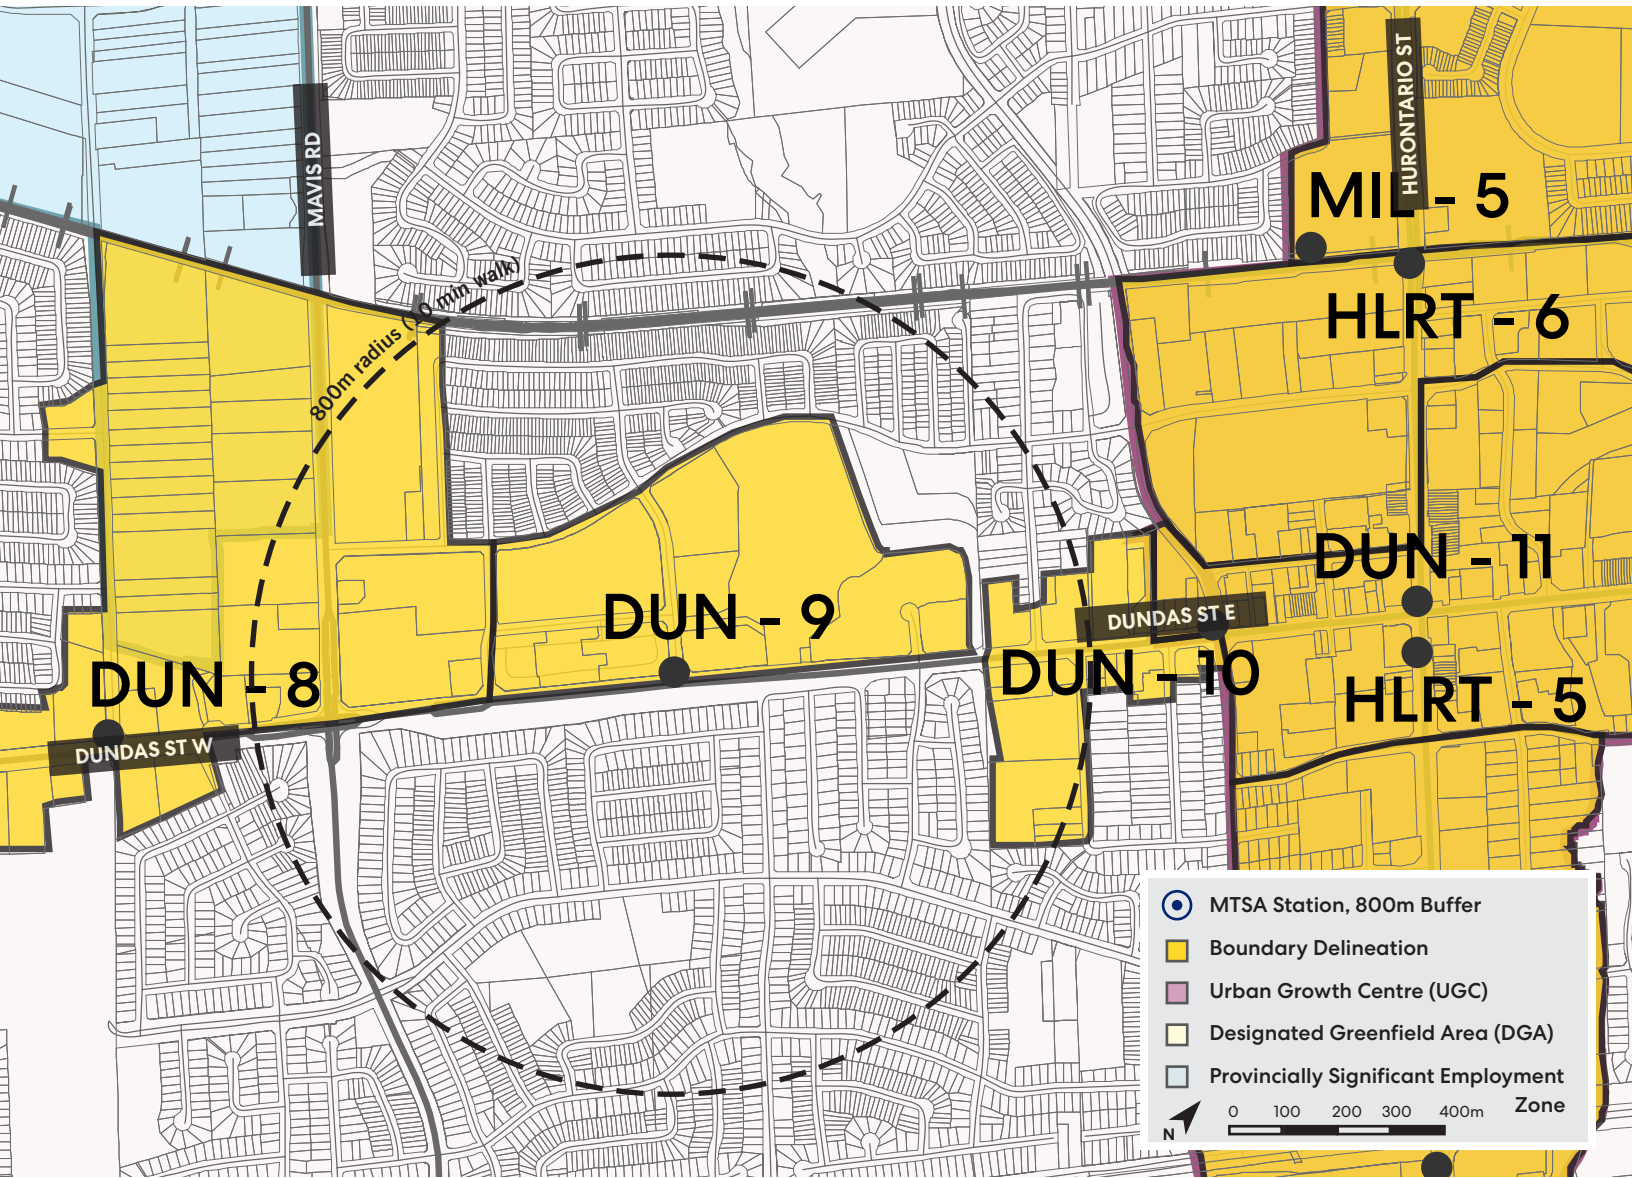 HURONTARIO ST
MAVIS RD
MIL - 5
800m radius (10 min walk)
HLRT - 6
DUN - 11
DUN - 9
DUNDAS ST E
DUN - 8
DUN - 10
HLRT - 5
DUNDAS ST W
MTSA Station, 800m Buffer
Boundary Delineation
Urban Growth Centre (UGC)
Designated Greenfield Area (DGA)
Provincially Significant Employment
Zone
N
0 100 200 300 400m